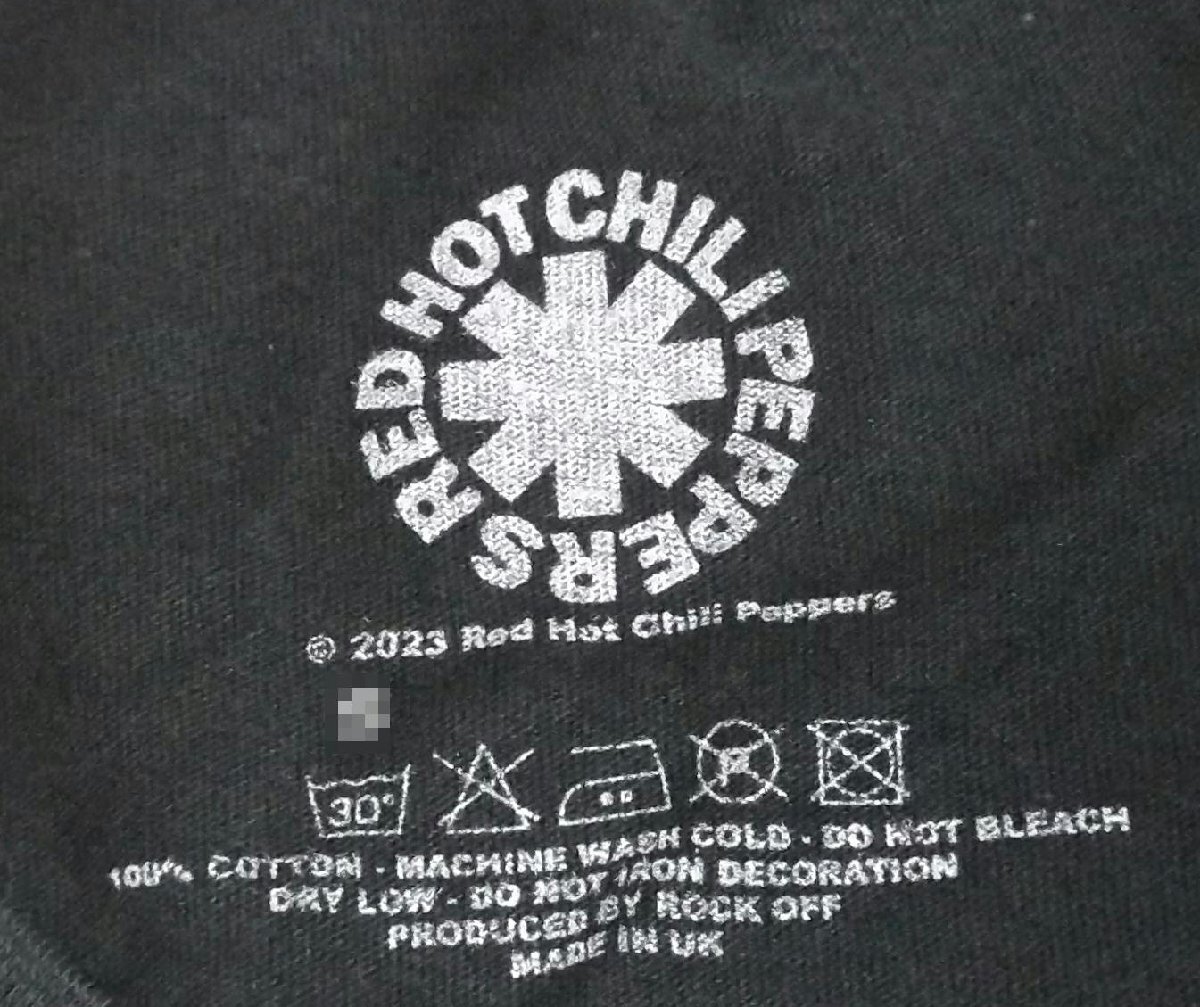 RED HOT CHILI PEPPERS
© 2023 Red Hot Chili Peppers
30°
100% COTTON - MACHINE WASH COLD - DO NOT BLEACH
DRY LOW - DO NOT IRON DECORATION
PRODUCED BY ROCK OFF
MADE IN UK